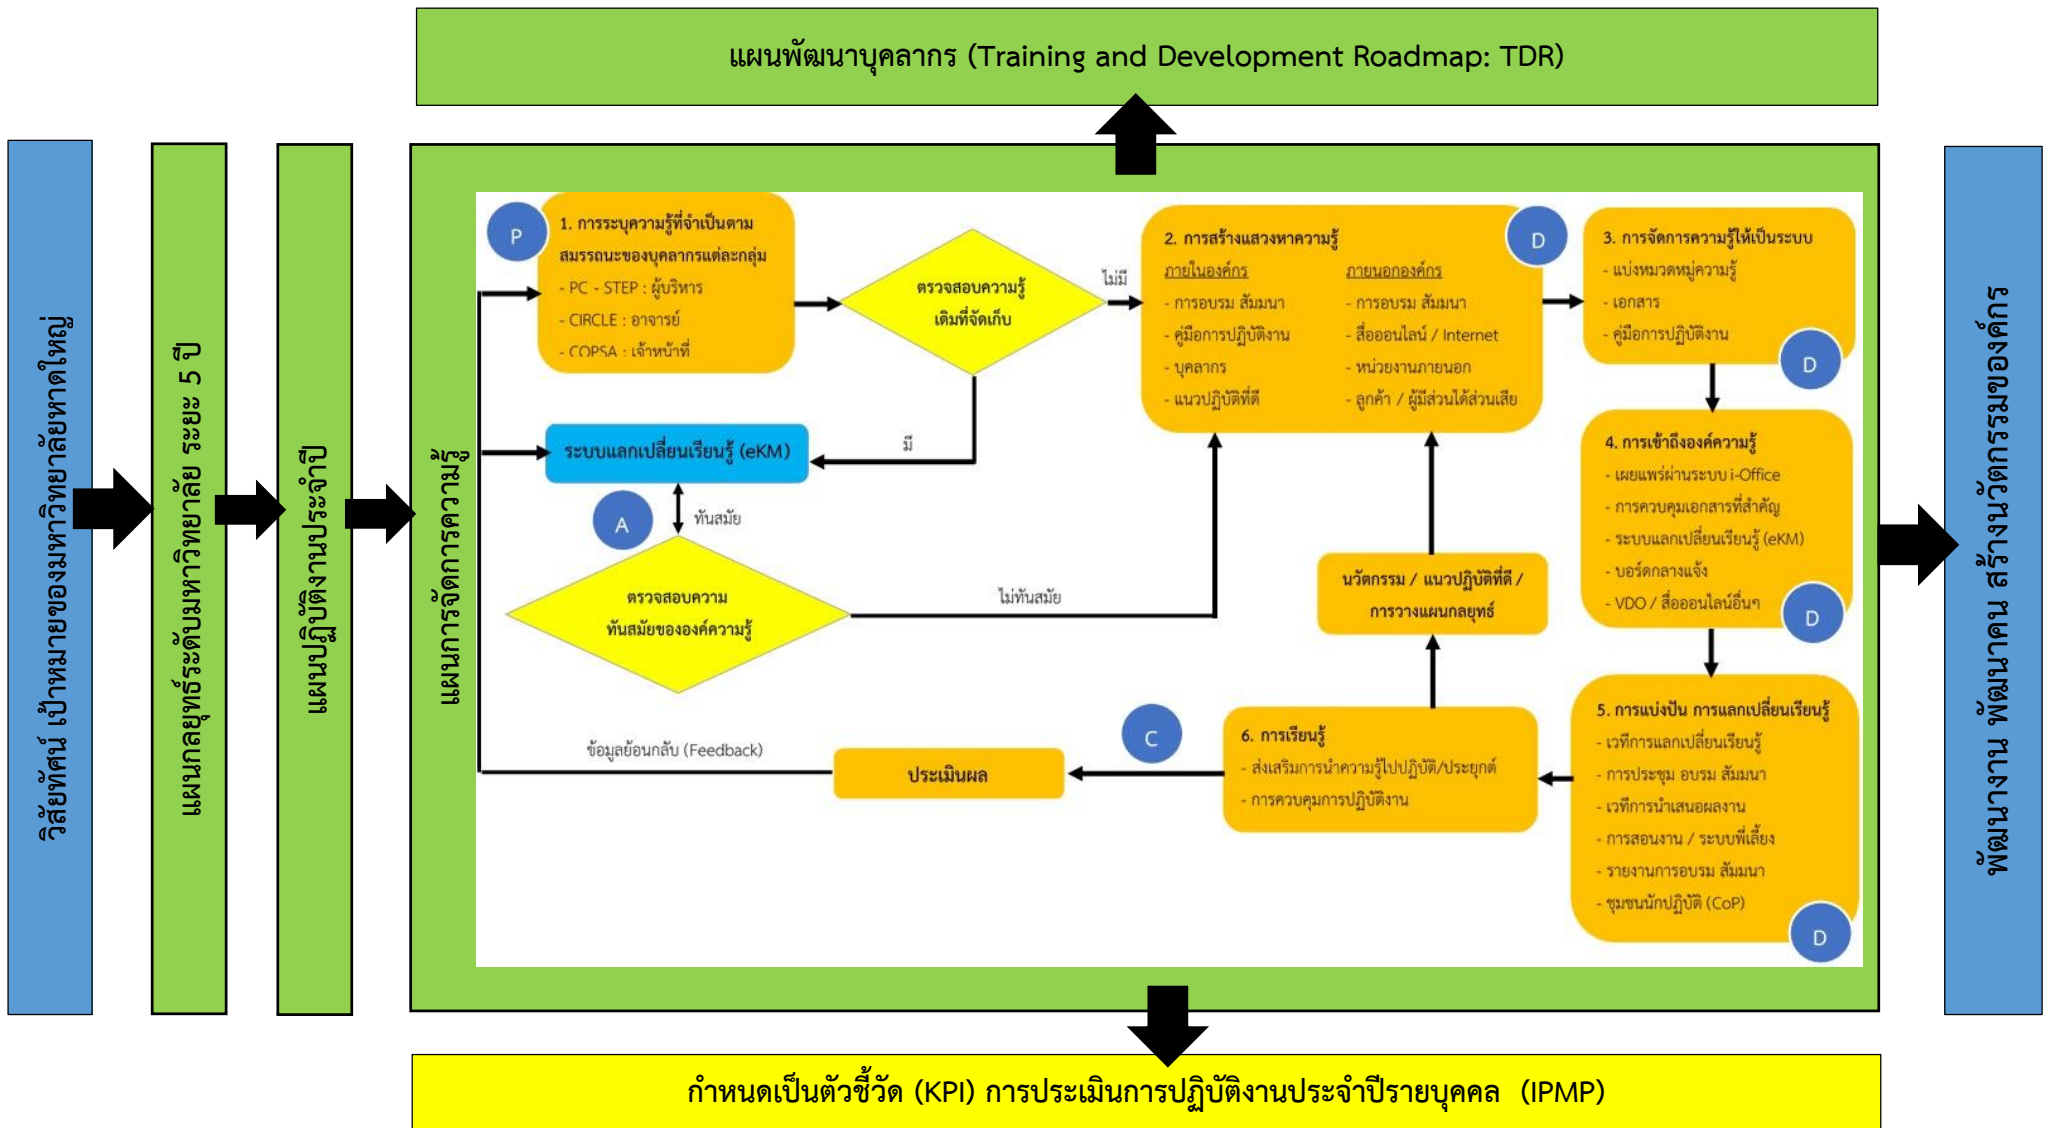 แผนพัฒนาบุคลากร (Training and Development Roadmap: TDR)
วิสัยทัศน์ เป้าหมายของมหาวิทยาลัยหาดใหญ่
แผนกลยุทธ์ระดับมหาวิทยาลัย ระยะ 5 ปี
แผนปฏิบัติงานประจำปี
แผนการจัดการความรู้
P
1. การระบุความรู้ที่จำเป็นตาม
สมรรถนะของบุคลากรแต่ละกลุ่ม
- PC - STEP : ผู้บริหาร
- CIRCLE : อาจารย์
- COPSA : เจ้าหน้าที่
ตรวจสอบความรู้
เดิมที่จัดเก็บ
ไม่มี
มี
2. การสร้างแสวงหาความรู้
ภายในองค์กร
- การอบรม สัมมนา
- คู่มือการปฏิบัติงาน
- บุคลากร
- แนวปฏิบัติที่ดี
ภายนอกองค์กร
- การอบรม สัมมนา
- สื่อออนไลน์ / Internet
- หน่วยงานภายนอก
- ลูกค้า / ผู้มีส่วนได้ส่วนเสีย
D
3. การจัดการความรู้ให้เป็นระบบ
- แบ่งหมวดหมู่ความรู้
- เอกสาร
- คู่มือการปฏิบัติงาน
D
ระบบแลกเปลี่ยนเรียนรู้ (eKM)
A
ทันสมัย
ตรวจสอบความ
ทันสมัยขององค์ความรู้
ไม่ทันสมัย
4. การเข้าถึงองค์ความรู้
- เผยแพร่ผ่านระบบ i-Office
- การควบคุมเอกสารที่สำคัญ
- ระบบแลกเปลี่ยนเรียนรู้ (eKM)
- บอร์ดกลางแจ้ง
- VDO / สื่อออนไลน์อื่นๆ
D
นวัตกรรม / แนวปฏิบัติที่ดี /
การวางแผนกลยุทธ์
5. การแบ่งปัน การแลกเปลี่ยนเรียนรู้
- เวทีการแลกเปลี่ยนเรียนรู้
- การประชุม อบรม สัมมนา
- เวทีการนำเสนอผลงาน
- การสอนงาน / ระบบพี่เลี้ยง
- รายงานการอบรม สัมมนา
- ชุมชนนักปฏิบัติ (CoP)
D
6. การเรียนรู้
- ส่งเสริมการนำความรู้ไปปฏิบัติ/ประยุกต์
- การควบคุมการปฏิบัติงาน
C
ประเมินผล
ข้อมูลย้อนกลับ (Feedback)
พัฒนางาน พัฒนาคน สร้างนวัตกรรมขององค์กร
กำหนดเป็นตัวชี้วัด (KPI) การประเมินการปฏิบัติงานประจำปีรายบุคคล (IPMP)